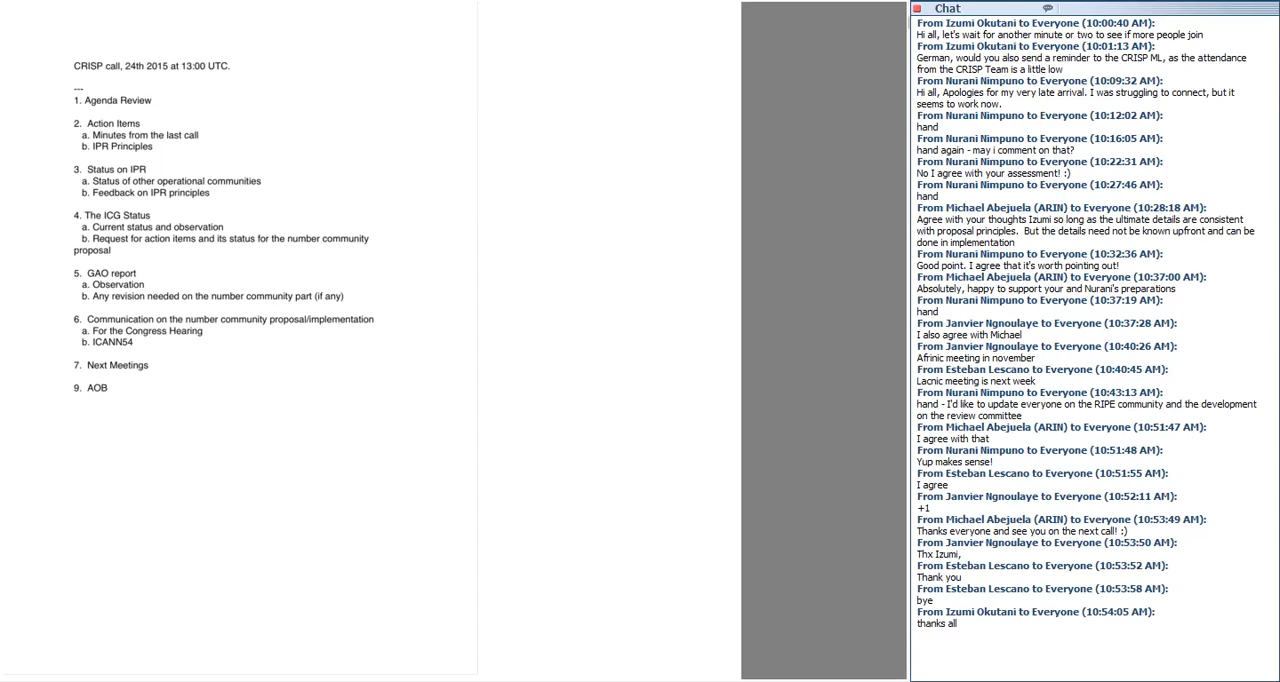 CRISP call, 24th 2015 at 13:00 UTC.
---
1. Agenda Review
2. Action Items
a. Minutes from the last call
b. IPR Principles
3. Status on IPR
a. Status of other operational communities
b. Feedback on IPR principles
4. The ICG Status
a. Current status and observation
b. Request for action items and its status for the number community
proposal
5. GAO report
a. Observation
b. Any revision needed on the number community part (if any)
6. Communication on the number community proposal/implementation
a. For the Congress Hearing
b. ICANN54
7. Next Meetings
9. AOB
Chat
From Izumi Okutani to Everyone (10:00:40 AM):
Hi all, let's wait for another minute or two to see if more people join
From Izumi Okutani to Everyone (10:01:13 AM):
German, would you also send a reminder to the CRISP ML, as the attendance
from the CRISP Team is a little low
From Nurani Nimpuno to Everyone (10:09:32 AM):
Hi all, Apologies for my very late arrival. I was struggling to connect, but it
seems to work now.
From Nurani Nimpuno to Everyone (10:12:02 AM):
hand
From Nurani Nimpuno to Everyone (10:16:05 AM):
hand again - may i comment on that?
From Nurani Nimpuno to Everyone (10:22:31 AM):
No I agree with your assessment! :)
From Nurani Nimpuno to Everyone (10:27:46 AM):
hand
From Michael Abejuela (ARIN) to Everyone (10:28:18 AM):
Agree with your thoughts Izumi so long as the ultimate details are consistent
with proposal principles. But the details need not be known upfront and can be
done in implementation
From Nurani Nimpuno to Everyone (10:32:36 AM):
Good point. I agree that it's worth pointing out!
From Michael Abejuela (ARIN) to Everyone (10:37:00 AM):
Absolutely, happy to support your and Nurani's preparations
From Nurani Nimpuno to Everyone (10:37:19 AM):
hand
From Janvier Ngnoulaye to Everyone (10:37:28 AM):
I also agree with Michael
From Janvier Ngnoulaye to Everyone (10:40:26 AM):
Afrinic meeting in november
From Esteban Lescano to Everyone (10:40:45 AM):
Lacnic meeting is next week
From Nurani Nimpuno to Everyone (10:43:13 AM):
hand - I'd like to update everyone on the RIPE community and the development
on the review committee
From Michael Abejuela (ARIN) to Everyone (10:51:47 AM):
I agree with that
From Nurani Nimpuno to Everyone (10:51:48 AM):
Yup makes sense!
From Esteban Lescano to Everyone (10:51:55 AM):
I agree
From Janvier Ngnoulaye to Everyone (10:52:11 AM):
+1
From Michael Abejuela (ARIN) to Everyone (10:53:49 AM):
Thanks everyone and see you on the next call! :)
From Janvier Ngnoulaye to Everyone (10:53:50 AM):
Thx Izumi,
From Esteban Lescano to Everyone (10:53:52 AM):
Thank you
From Esteban Lescano to Everyone (10:53:58 AM):
bye
From Izumi Okutani to Everyone (10:54:05 AM):
thanks all